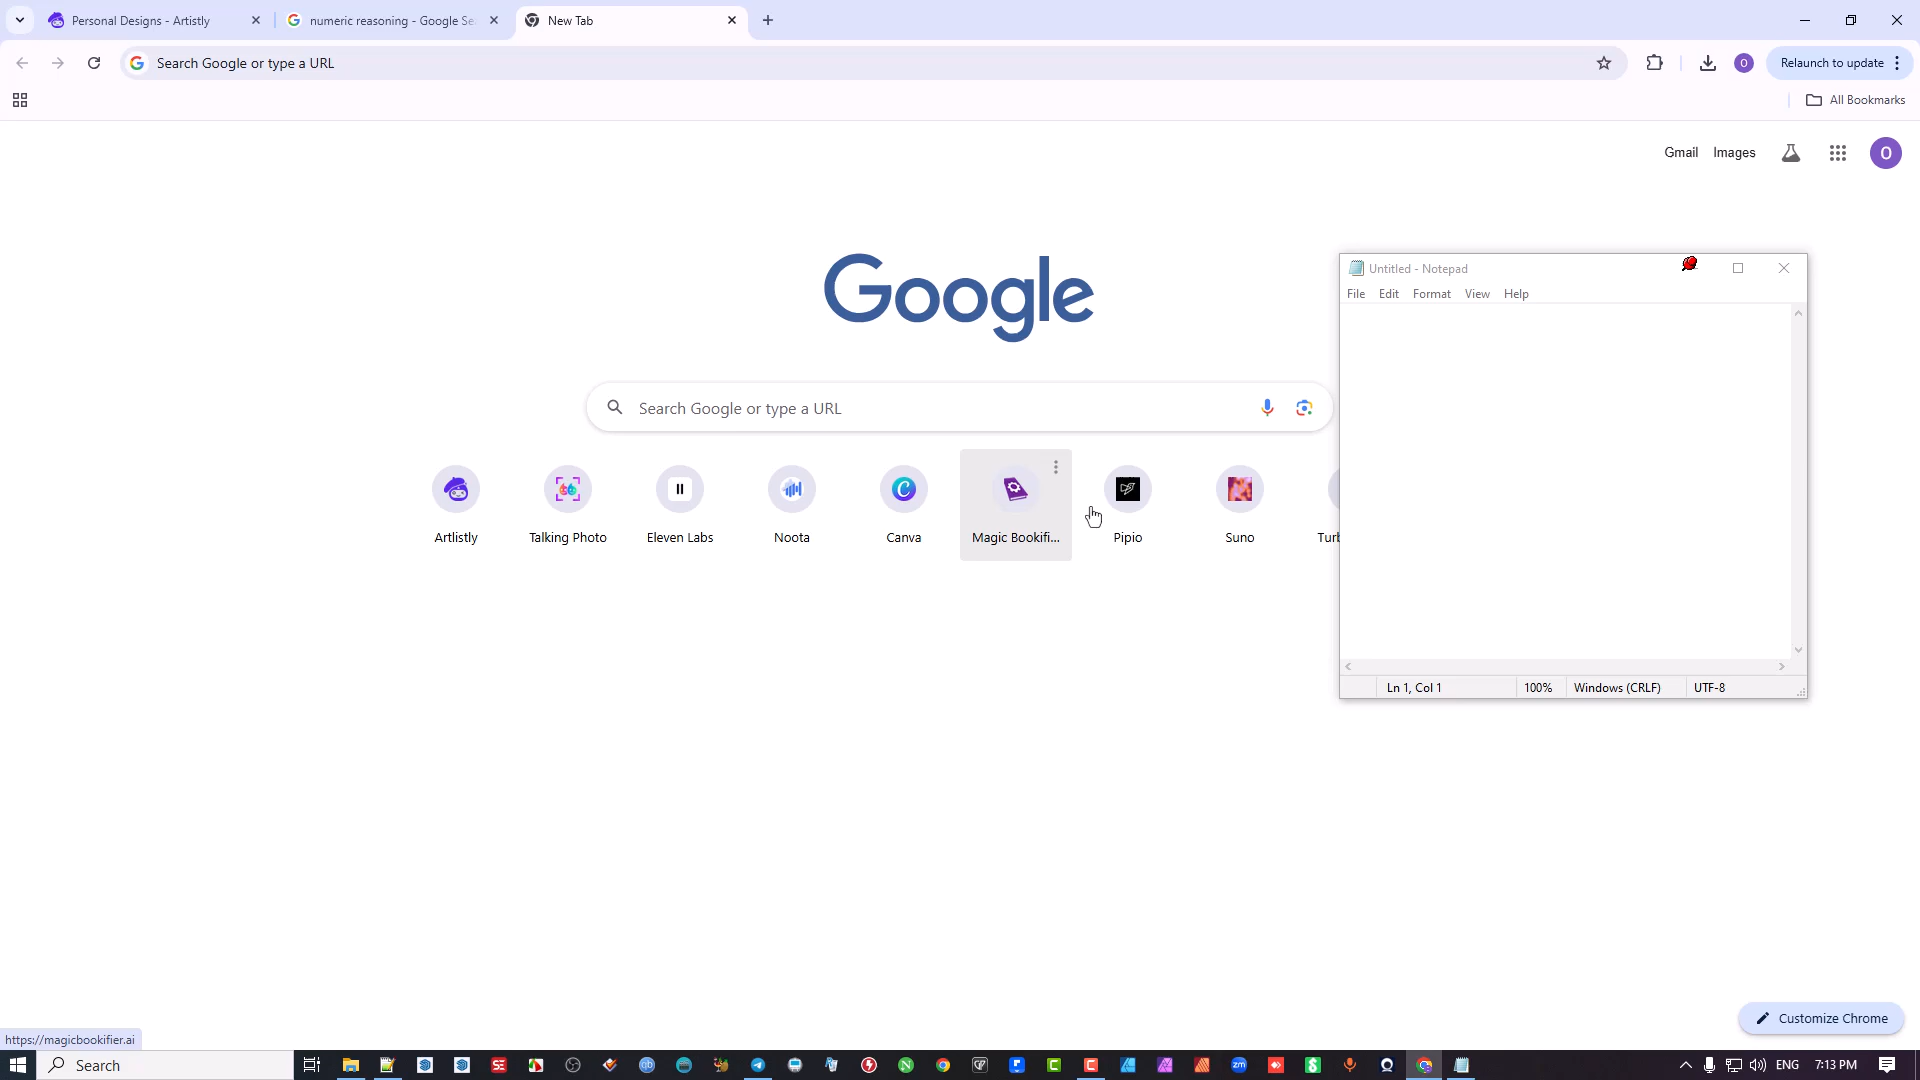 Personal Designs - Artistly
numeric reasoning - Google Se
New Tab
Search Google or type a URL
Relaunch to update
All Bookmarks
Gmail
Images
O
Google
Search Google or type a URL
Artlistly
Talking Photo
Eleven Labs
Noota
Canva
Magic Bookifi...
Pipio
Suno
Turb
Untitled - Notepad
File
Edit
Format
View
Help
Ln 1, Col 1
100%
Windows (CRLF)
UTF-8
Customize Chrome
https://magicbookifier.ai
Search
ENG
7:13 PM